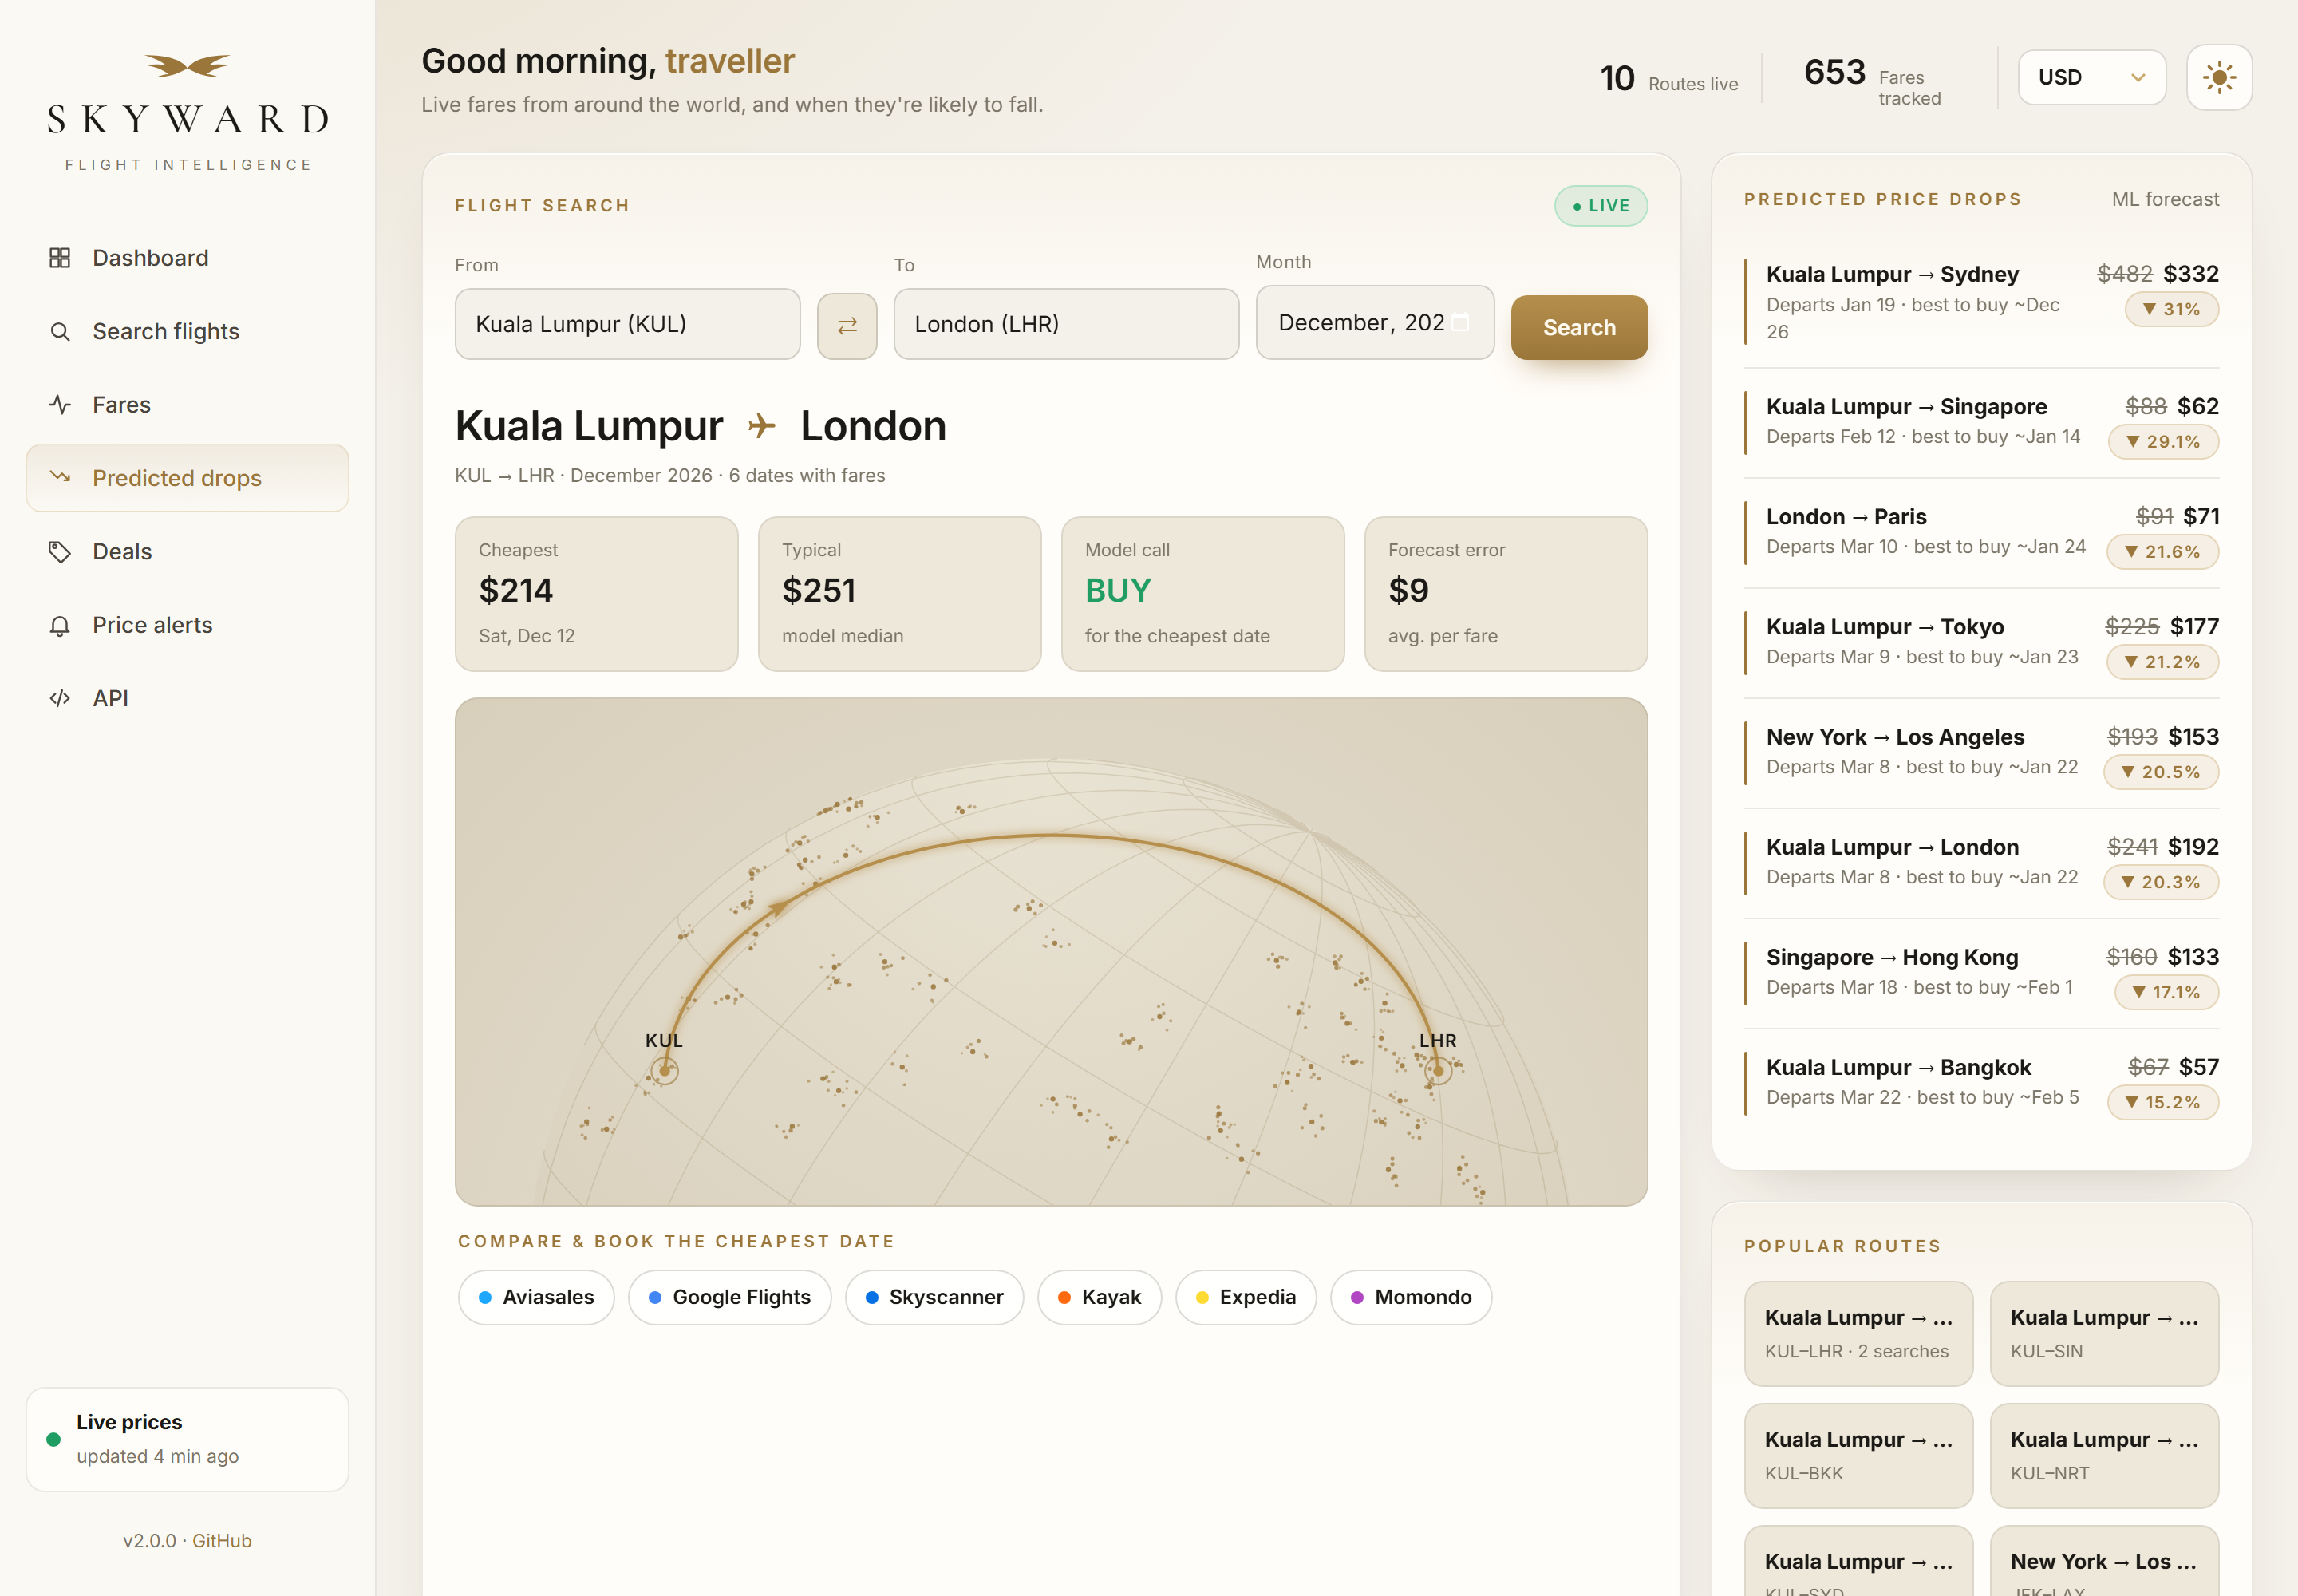 SKYWARD
FLIGHT INTELLIGENCE
Dashboard
Search flights
Fares
Predicted drops
Deals
Price alerts
API
Live prices
updated 4 min ago
v2.0.0 · GitHub
Good morning, traveller
Live fares from around the world, and when they're likely to fall.
10 Routes live
653 Fares
tracked
USD
FLIGHT SEARCH
● LIVE
From
To
Month
Kuala Lumpur (KUL)
⇄
London (LHR)
December, 202
Search
Kuala Lumpur ✈ London
KUL → LHR · December 2026 · 6 dates with fares
Cheapest
$214
Sat, Dec 12
Typical
$251
model median
Model call
BUY
for the cheapest date
Forecast error
$9
avg. per fare
KUL
LHR
COMPARE & BOOK THE CHEAPEST DATE
Aviasales
Google Flights
Skyscanner
Kayak
Expedia
Momondo
PREDICTED PRICE DROPS
ML forecast
Kuala Lumpur → Sydney
$482 $332
Departs Jan 19 · best to buy ~Dec
26
▼ 31%
Kuala Lumpur → Singapore
$88 $62
Departs Feb 12 · best to buy ~Jan 14
▼ 29.1%
London → Paris
$91 $71
Departs Mar 10 · best to buy ~Jan 24
▼ 21.6%
Kuala Lumpur → Tokyo
$225 $177
Departs Mar 9 · best to buy ~Jan 23
▼ 21.2%
New York → Los Angeles
$193 $153
Departs Mar 8 · best to buy ~Jan 22
▼ 20.5%
Kuala Lumpur → London
$241 $192
Departs Mar 8 · best to buy ~Jan 22
▼ 20.3%
Singapore → Hong Kong
$160 $133
Departs Mar 18 · best to buy ~Feb 1
▼ 17.1%
Kuala Lumpur → Bangkok
$67 $57
Departs Mar 22 · best to buy ~Feb 5
▼ 15.2%
POPULAR ROUTES
Kuala Lumpur → ...
KUL–LHR · 2 searches
Kuala Lumpur → ...
KUL–SIN
Kuala Lumpur → ...
KUL–BKK
Kuala Lumpur → ...
KUL–NRT
Kuala Lumpur → ...
KUL–SYD
New York → Los ...
JFK–LAX